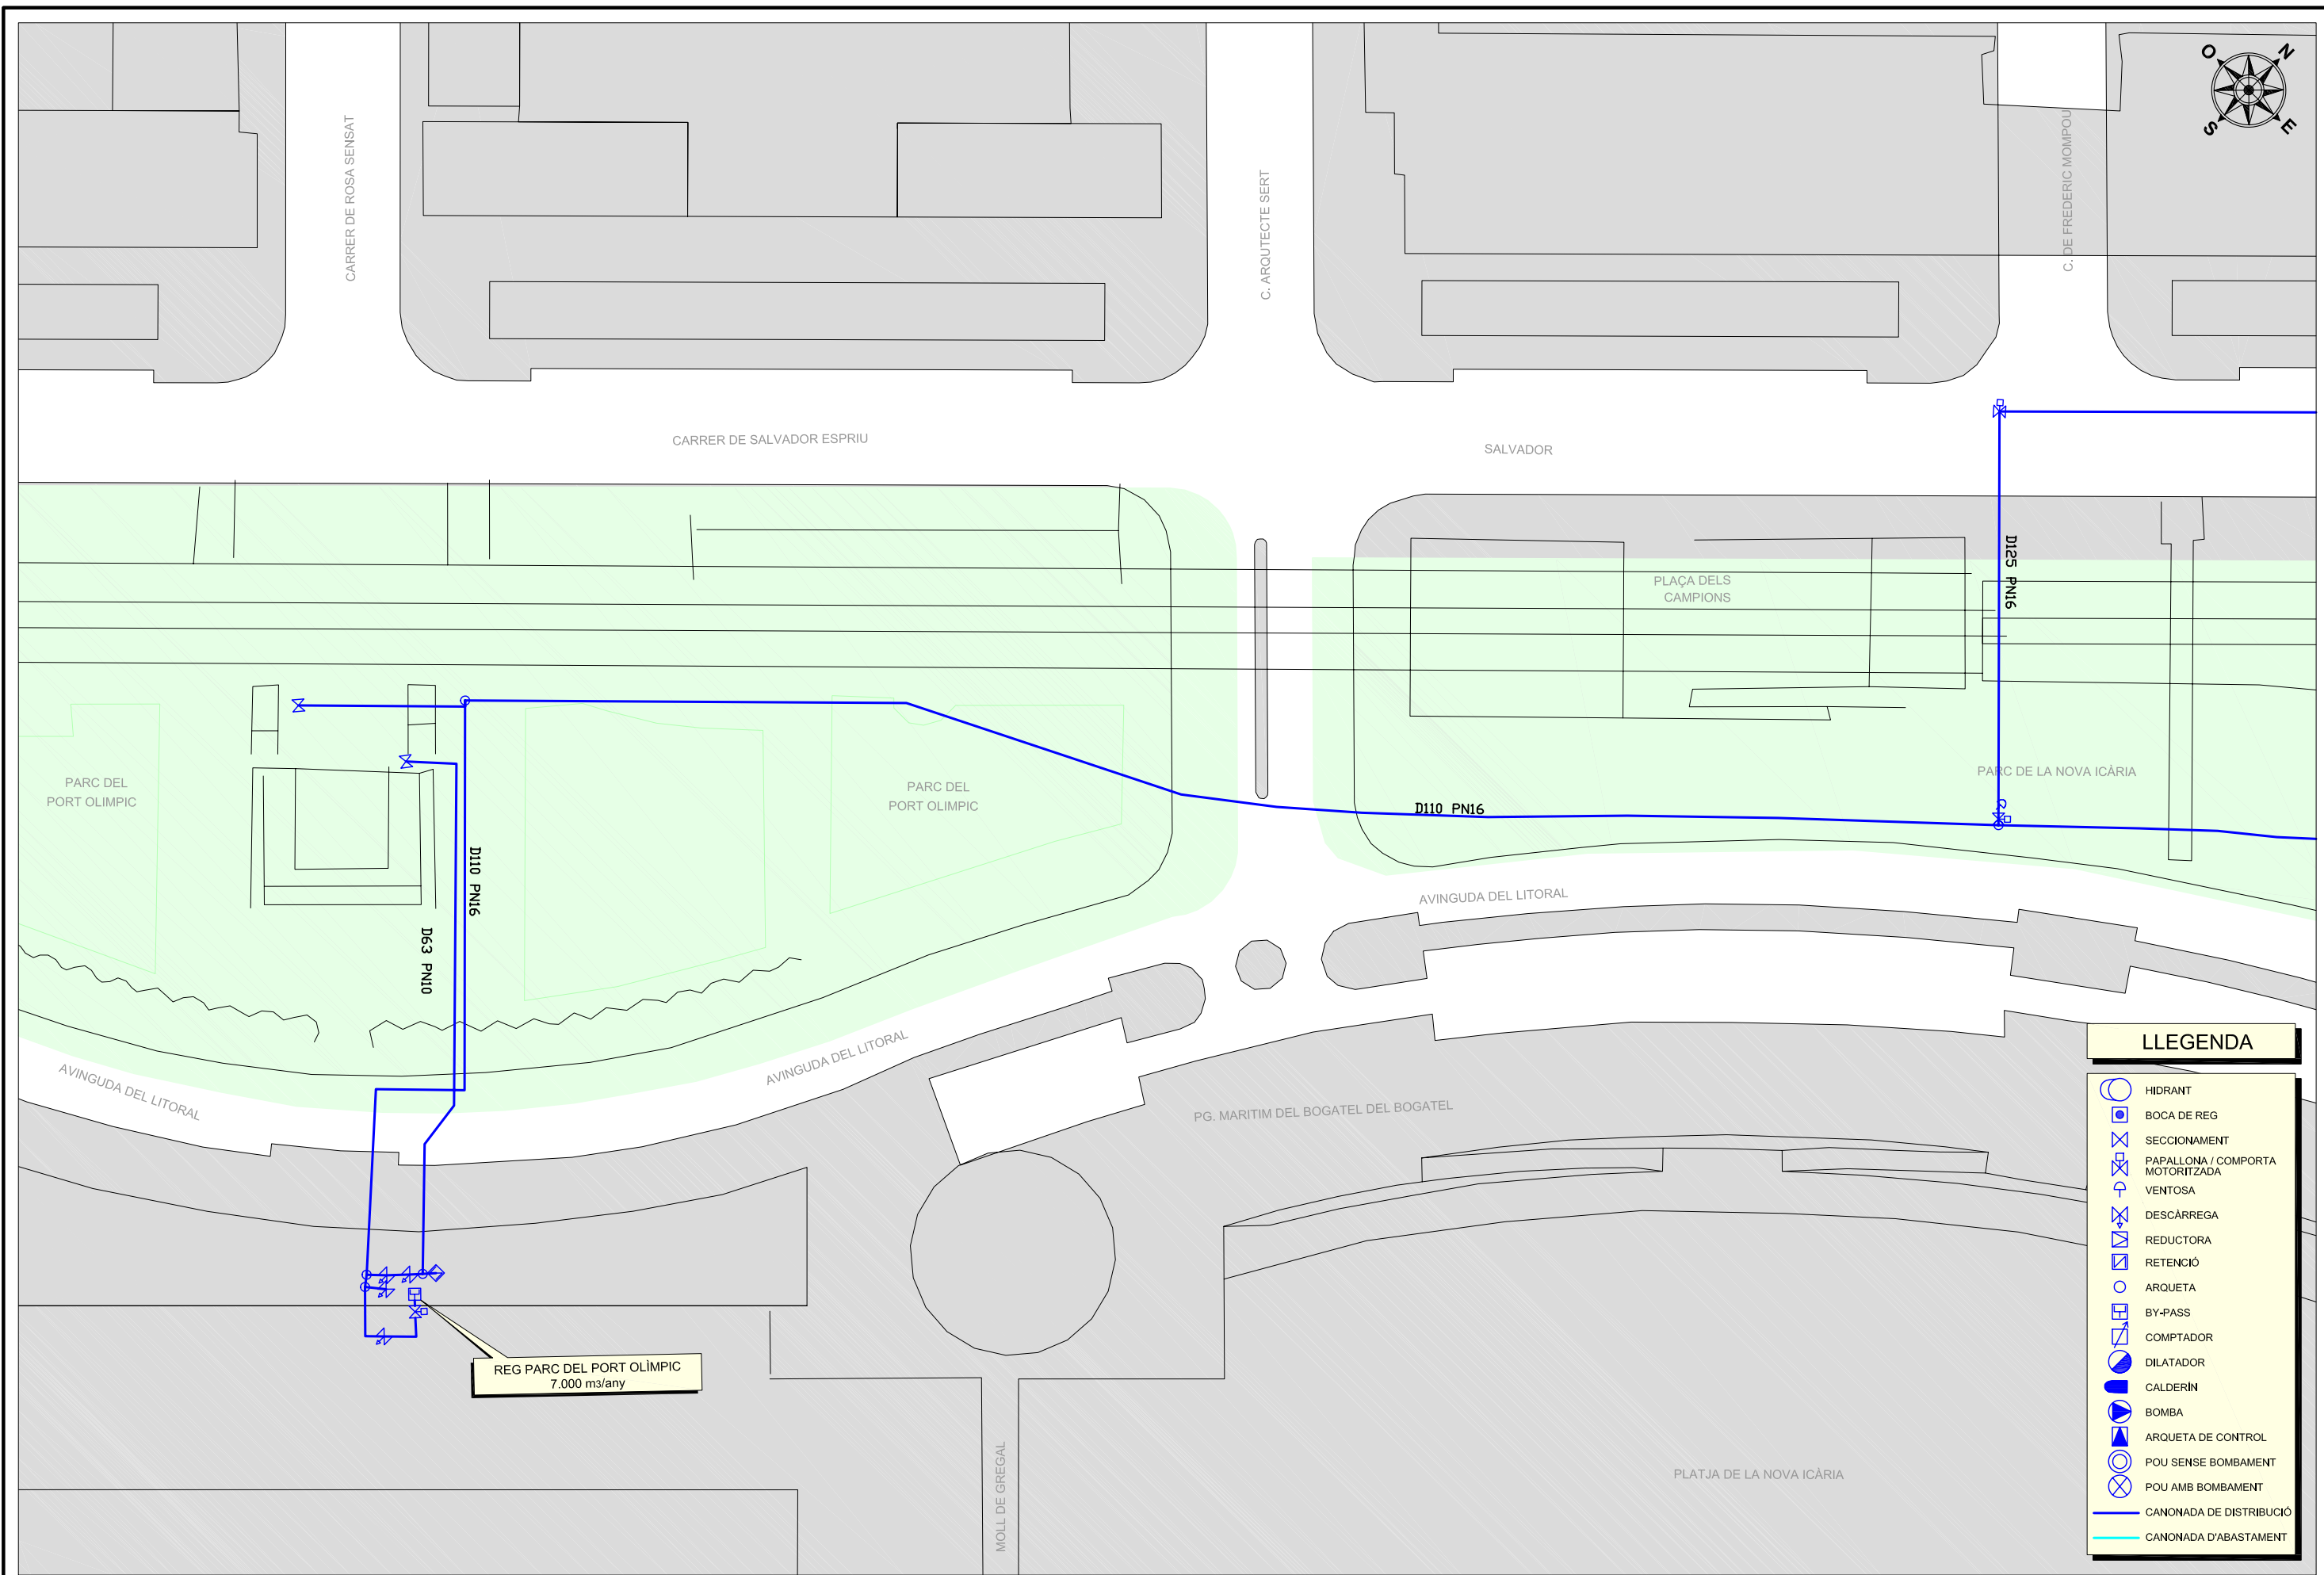 O
N
S
E
CARRER DE ROSA SENSAT
C. ARQUTECTE SERT
C. DE FREDERIC MOMPOU
CARRER DE SALVADOR ESPRIU
SALVADOR
PLAÇA DELS
CAMPIONS
D125 PN16
PARC DEL
PORT OLIMPIC
PARC DEL
PORT OLIMPIC
PARC DE LA NOVA ICÀRIA
D110 PN16
D110 PN16
D63 PN10
AVINGUDA DEL LITORAL
AVINGUDA DEL LITORAL
AVINGUDA DEL LITORAL
PG. MARITIM DEL BOGATEL DEL BOGATEL
REG PARC DEL PORT OLÌMPIC
7.000 m3/any
MOLL DE GREGAL
PLATJA DE LA NOVA ICÀRIA
LLEGENDA
HIDRANT
BOCA DE REG
SECCIONAMENT
PAPALLONA / COMPORTA
MOTORITZADA
VENTOSA
DESCÀRREGA
REDUCTORA
RETENCIÓ
ARQUETA
BY-PASS
COMPTADOR
DILATADOR
CALDERÍN
BOMBA
ARQUETA DE CONTROL
POU SENSE BOMBAMENT
POU AMB BOMBAMENT
CANONADA DE DISTRIBUCIÓ
CANONADA D'ABASTAMENT